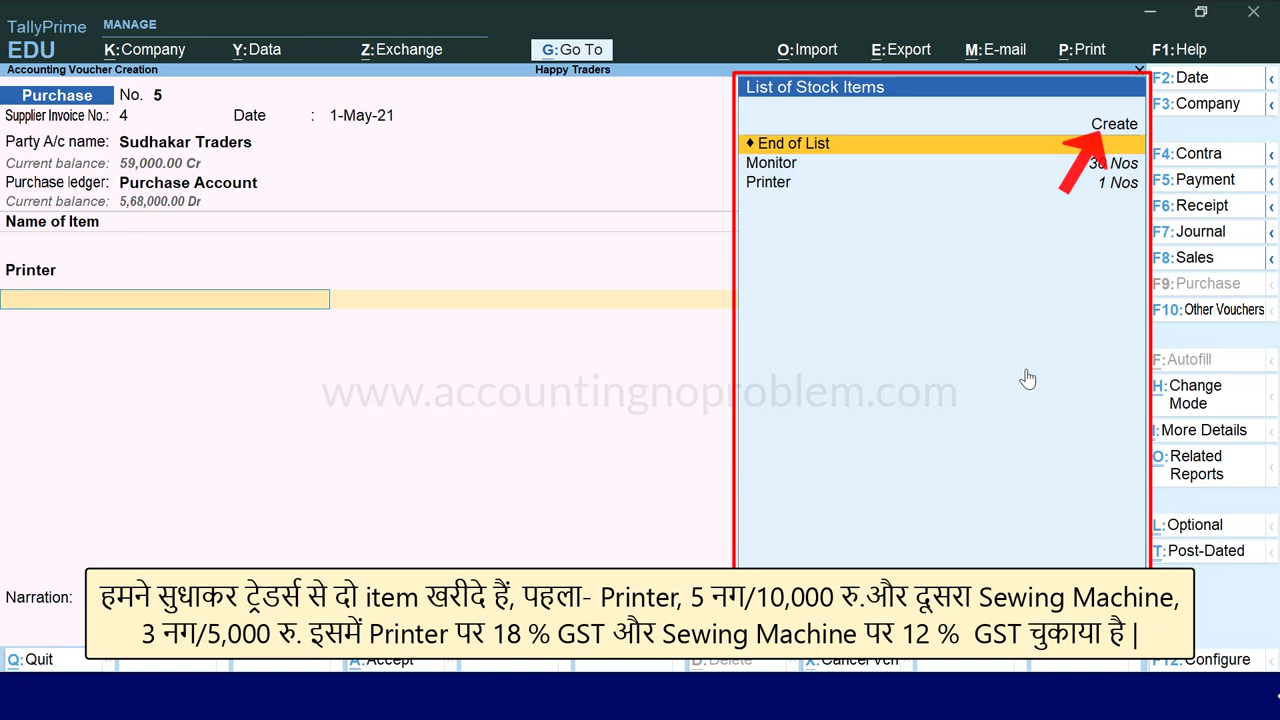 TallyPrime
EDU
MANAGE
K:Company Y:Data Z:Exchange G:Go To O:Import E:Export M:E-mail P:Print F1:Help
Accounting Voucher Creation Happy Traders
Purchase No. 5
Supplier Invoice No.: 4 Date : 1-May-21
Party A/c name: Sudhakar Traders
Current balance: 59,000.00 Cr
Purchase ledger: Purchase Account
Current balance: 5,68,000.00 Dr
Name of Item
Printer
List of Stock Items
Create
♦ End of List
Monitor 30 Nos
Printer 1 Nos
F2:Date
F3:Company
F4:Contra
F5:Payment
F6:Receipt
F7:Journal
F8:Sales
F9:Purchase
F10:Other Vouchers
F:Autofill
H:Change
Mode
I:More Details
O:Related
Reports
L:Optional
T:Post-Dated
www.accountingnoproblem.com
Narration:
हमने सुधाकर ट्रेडर्स से दो item खरीदे हैं, पहला- Printer, 5 नग/10,000 रु.और दूसरा Sewing Machine,
3 नग/5,000 रु. इसमें Printer पर 18 % GST और Sewing Machine पर 12 % GST चुकाया है |
Q:Quit A:Accept D:Delete X:Cancel Vch F12:Configure